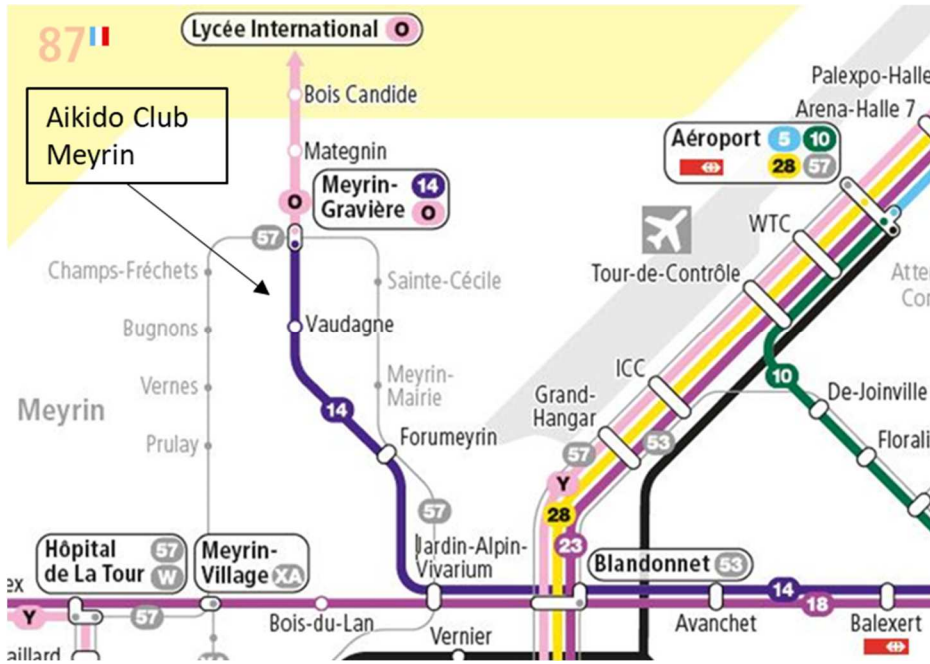 87
Lycée International O
Bois Candide
Aikido Club
Meyrin
Mategnin
Meyrin-
Gravière
14
O
O
57
Palexpo-Halle
Arena-Halle 7
Aéroport 5 10
28 57
WTC
Tour-de-Contrôle
Champs-Fréchets
Sainte-Cécile
Bugnons
Vaudagne
Vernes
Meyrin-
Mairie
ICC
10
De-Joinville
Meyrin
14
Grand-
Hangar
Prulay
Forumeyrin
57
53
Florali
Y
57
28
23
Hôpital
de La Tour
57
W
Meyrin-
Village XA
Jardin-Alpin-
Vivarium
Blandonnet 53
14
18
Y
57
Bois-du-Lan
Avanchet
Balexert
Vernier
aillard